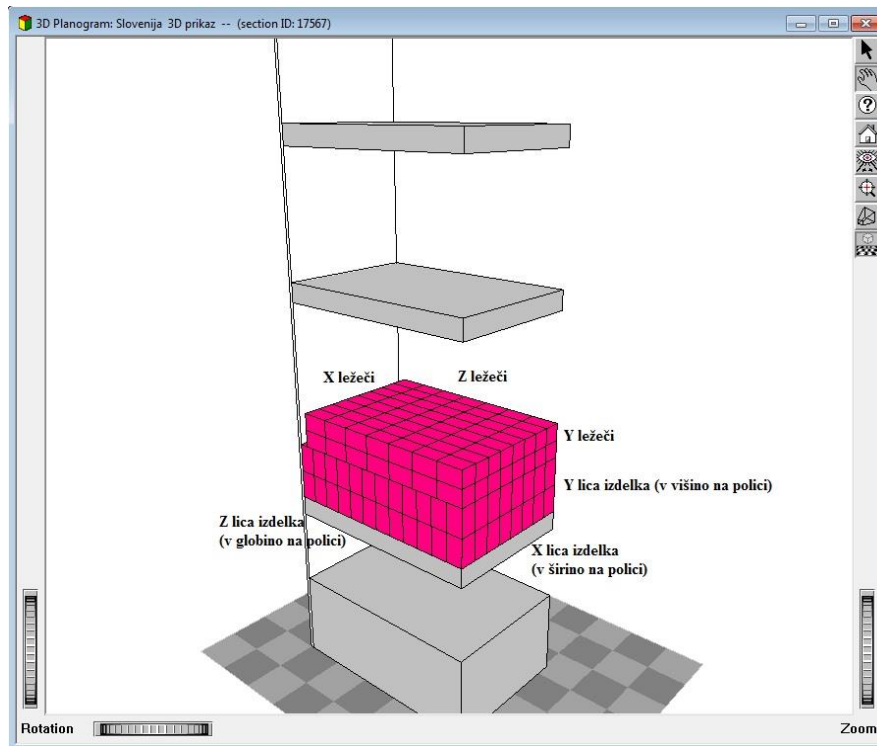 3D Planogram: Slovenija 3D prikaz -- (section ID: 17567)
X ležeči
Z ležeči
Y ležeči
Y lica izdelka (v višino na polici)
Z lica izdelka
(v globino na polici)
X lica izdelka
(v širino na polici)
Rotation
Zoom